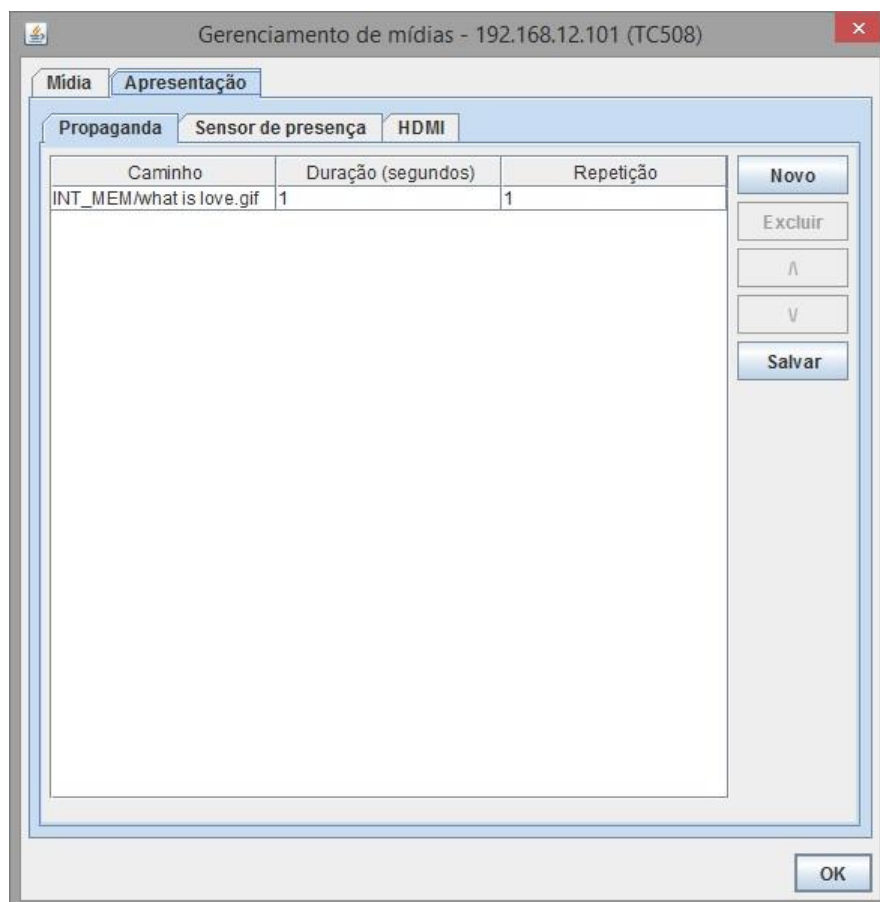 Gerenciamento de mídias - 192.168.12.101 (TC508)
Mídia Apresentação
Propaganda Sensor de presença HDMI
Caminho Duração (segundos) Repetição
INT_MEM/what is love.gif 1 1
Novo
Excluir
Λ
V
Salvar
OK